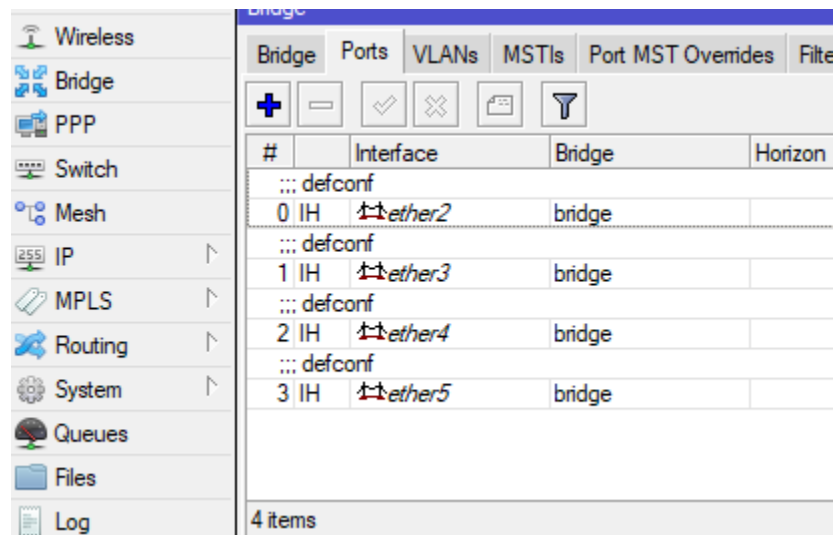 Bridge
Wireless
Bridge
PPP
Switch
Mesh
255 IP
MPLS
Routing
System
Queues
Files
Log
Bridge Ports VLANs MSTIs Port MST Overrides Filte
# Interface Bridge Horizon
;;; defconf
0 IH ether2 bridge
;;; defconf
1 IH ether3 bridge
;;; defconf
2 IH ether4 bridge
;;; defconf
3 IH ether5 bridge
4 items